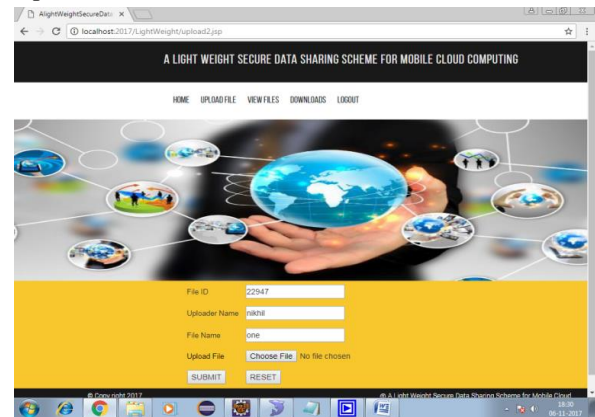 AlightWeightSecureData
localhost:2017/LightWeight/upload2.jsp
A LIGHT WEIGHT SECURE DATA SHARING SCHEME FOR MOBILE CLOUD COMPUTING
HOME UPLOAD FILE VIEW FILES DOWNLOADS LOGOUT
File ID 22947
Uploader Name nikhil
File Name one
Upload File Choose File No file chosen
SUBMIT RESET
© Copy right 2017 A Light Weight Secure Data Sharing Scheme for Mobile Cloud
18:30
06-11-2017